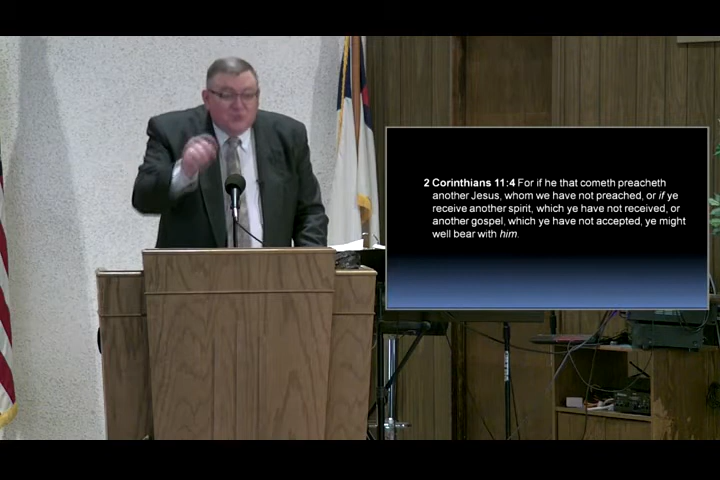 2 Corinthians 11:4 For if he that cometh preacheth
another Jesus, whom we have not preached, or if ye
receive another spirit, which ye have not received, or
another gospel, which ye have not accepted, ye might
well bear with him.